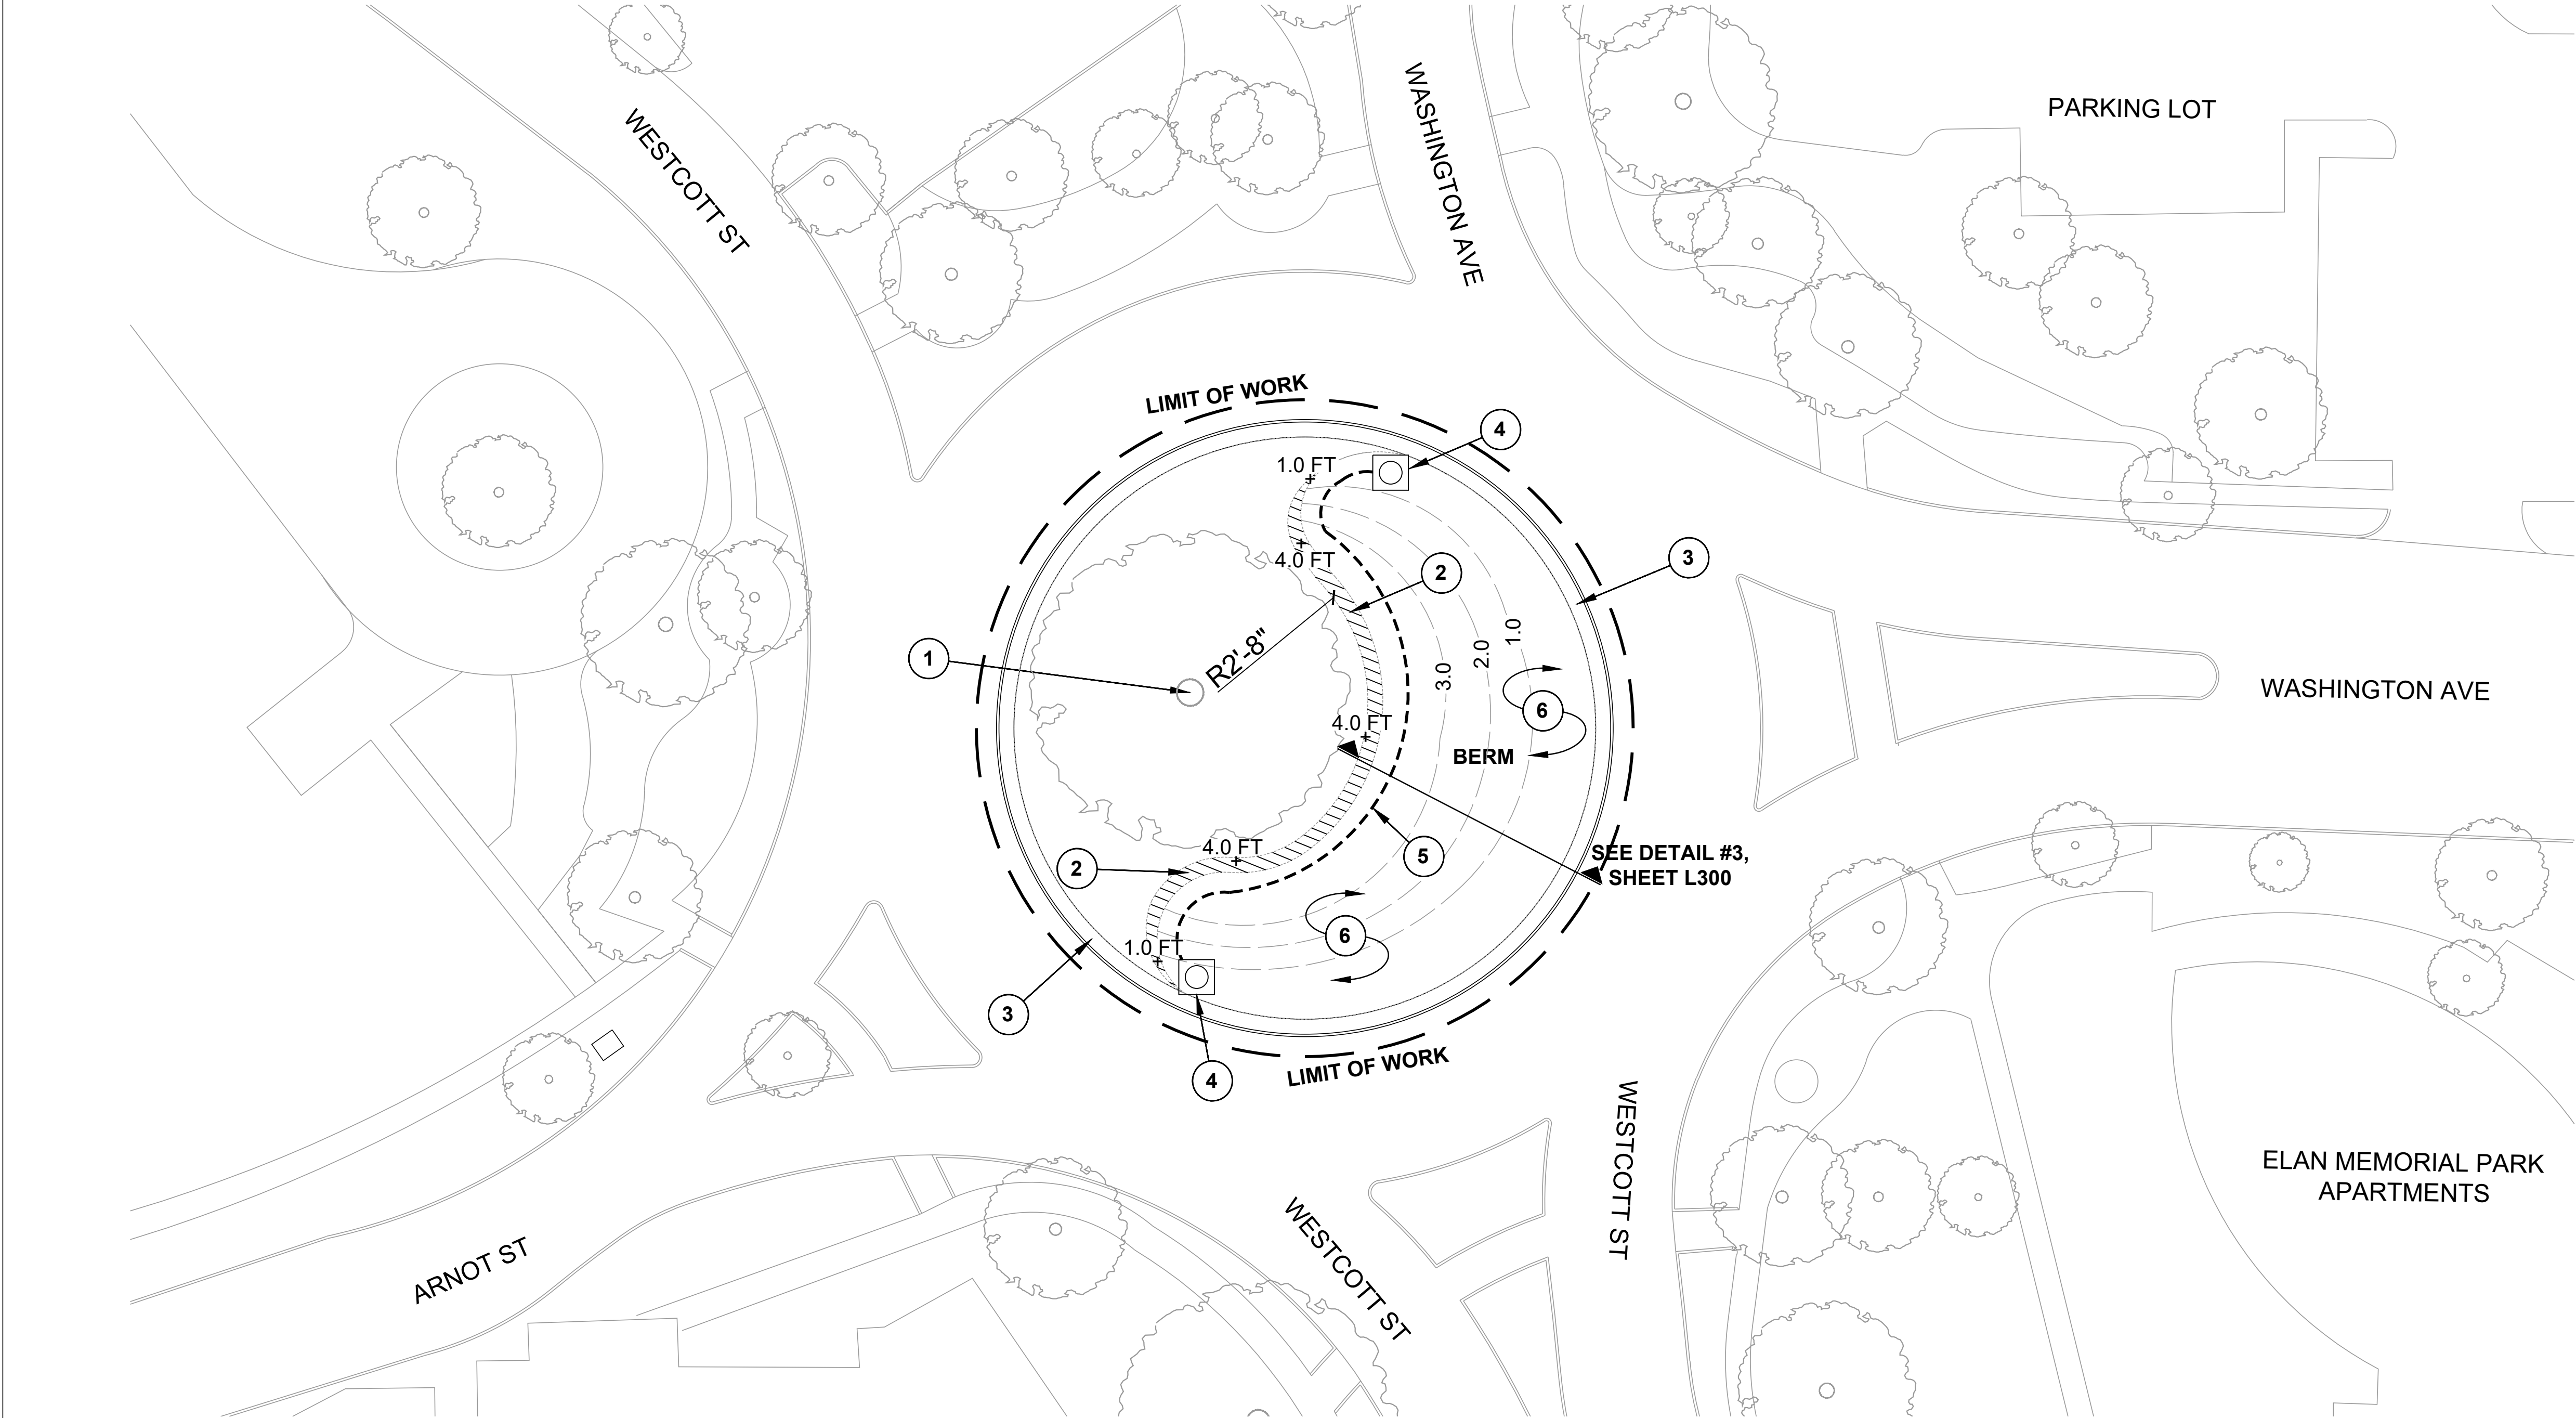 PARKING LOT
WESTCOTT ST
WASHINGTON AVE
LIMIT OF WORK
4
1.0 FT
4.0 FT
2
3
1
R2'-8"
1.0
2.0
3.0
6
WASHINGTON AVE
4.0 FT
BERM
4.0 FT
5
SEE DETAIL #3,
SHEET L300
2
6
1.0 FT
3
4
LIMIT OF WORK
WESTCOTT ST
ELAN MEMORIAL PARK
APARTMENTS
ARNOT ST
WESTCOTT ST